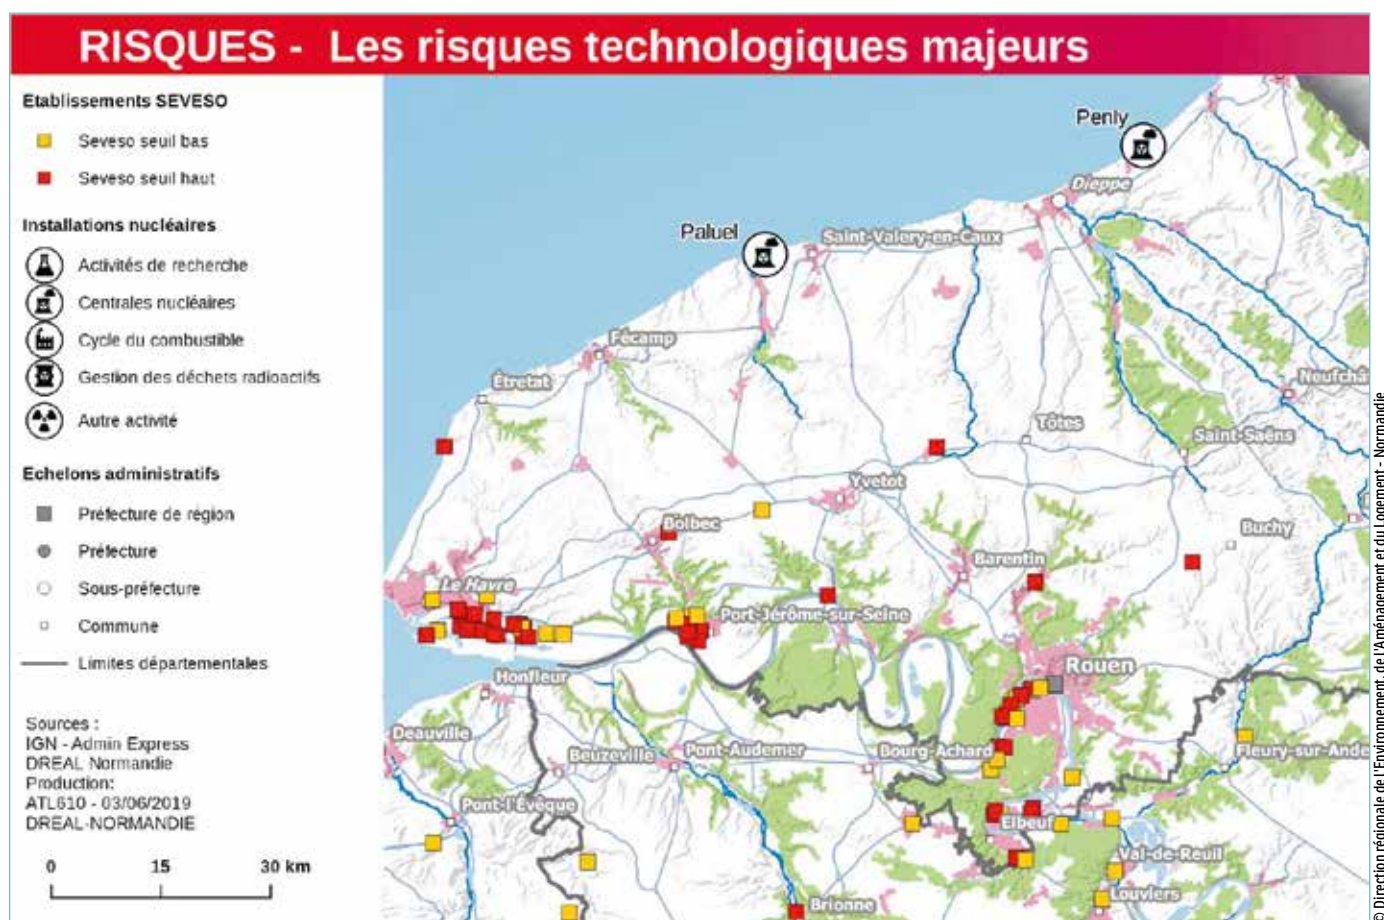 RISQUES - Les risques technologiques majeurs
Etablissements SEVESO
Seveso seuil bas
Seveso seuil haut
Installations nucléaires
Activités de recherche
Centrales nucléaires
Cycle du combustible
Gestion des déchets radioactifs
Autre activité
Echelons administratifs
Préfecture de région
Préfecture
Sous-préfecture
Commune
Limites départementales
Sources :
IGN - Admin Express
DREAL Normandie
Production:
ATL610 - 03/06/2019
DREAL-NORMANDIE
0 15 30 km
Penly
Dieppe
Paluel
Saint-Valery-en-Caux
Fécamp
Étretat
Neufchâ
Tôtes
Saint-Saëns
Yvetot
Bolbec
Buchy
Barentin
Le Havre
Port-Jérôme-sur-Seine
Rouen
Honfleur
Deauville
Beuzeville
Pont-Audemer
Bourg-Achard
Fleury-sur-Ande
Pont-l'Évêque
Elbeuf
Val-de-Reuil
Louviers
Brionne
© Direction régionale de l'Environnement, de l'Aménagement et du Logement - Normandie